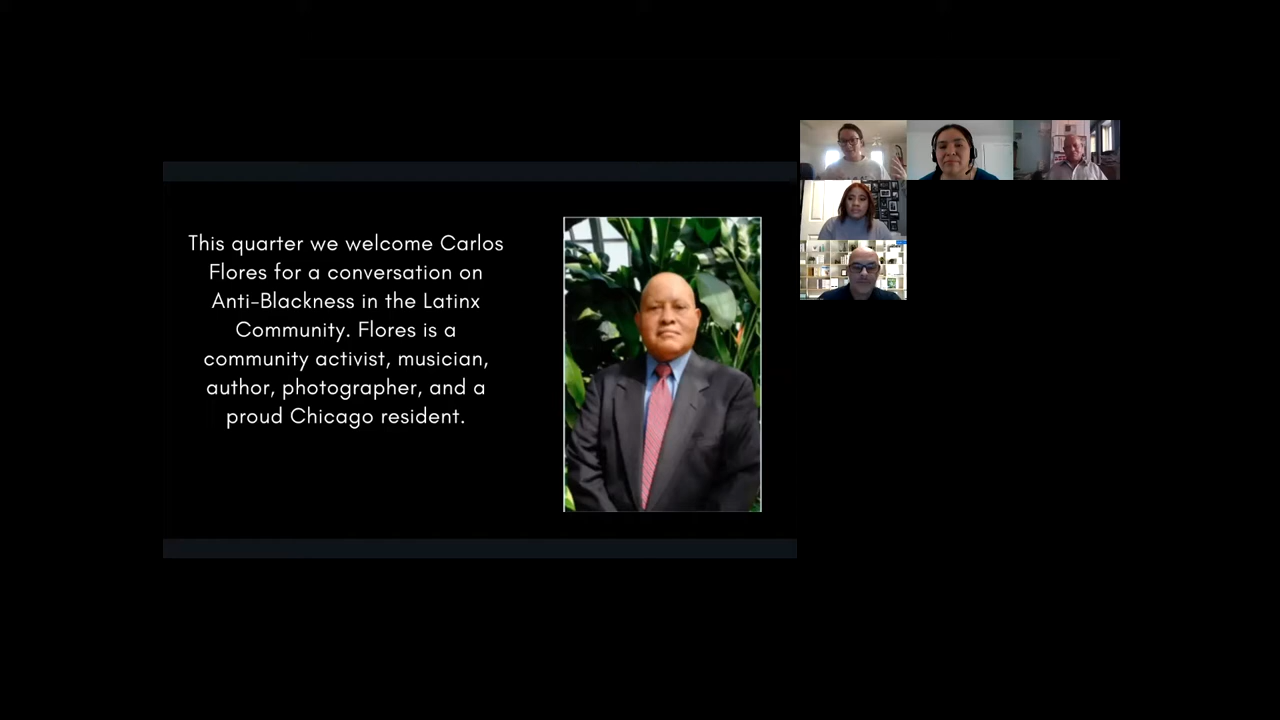 This quarter we welcome Carlos
Flores for a conversation on
Anti-Blackness in the Latinx
Community. Flores is a
community activist, musician,
author, photographer, and a
proud Chicago resident.